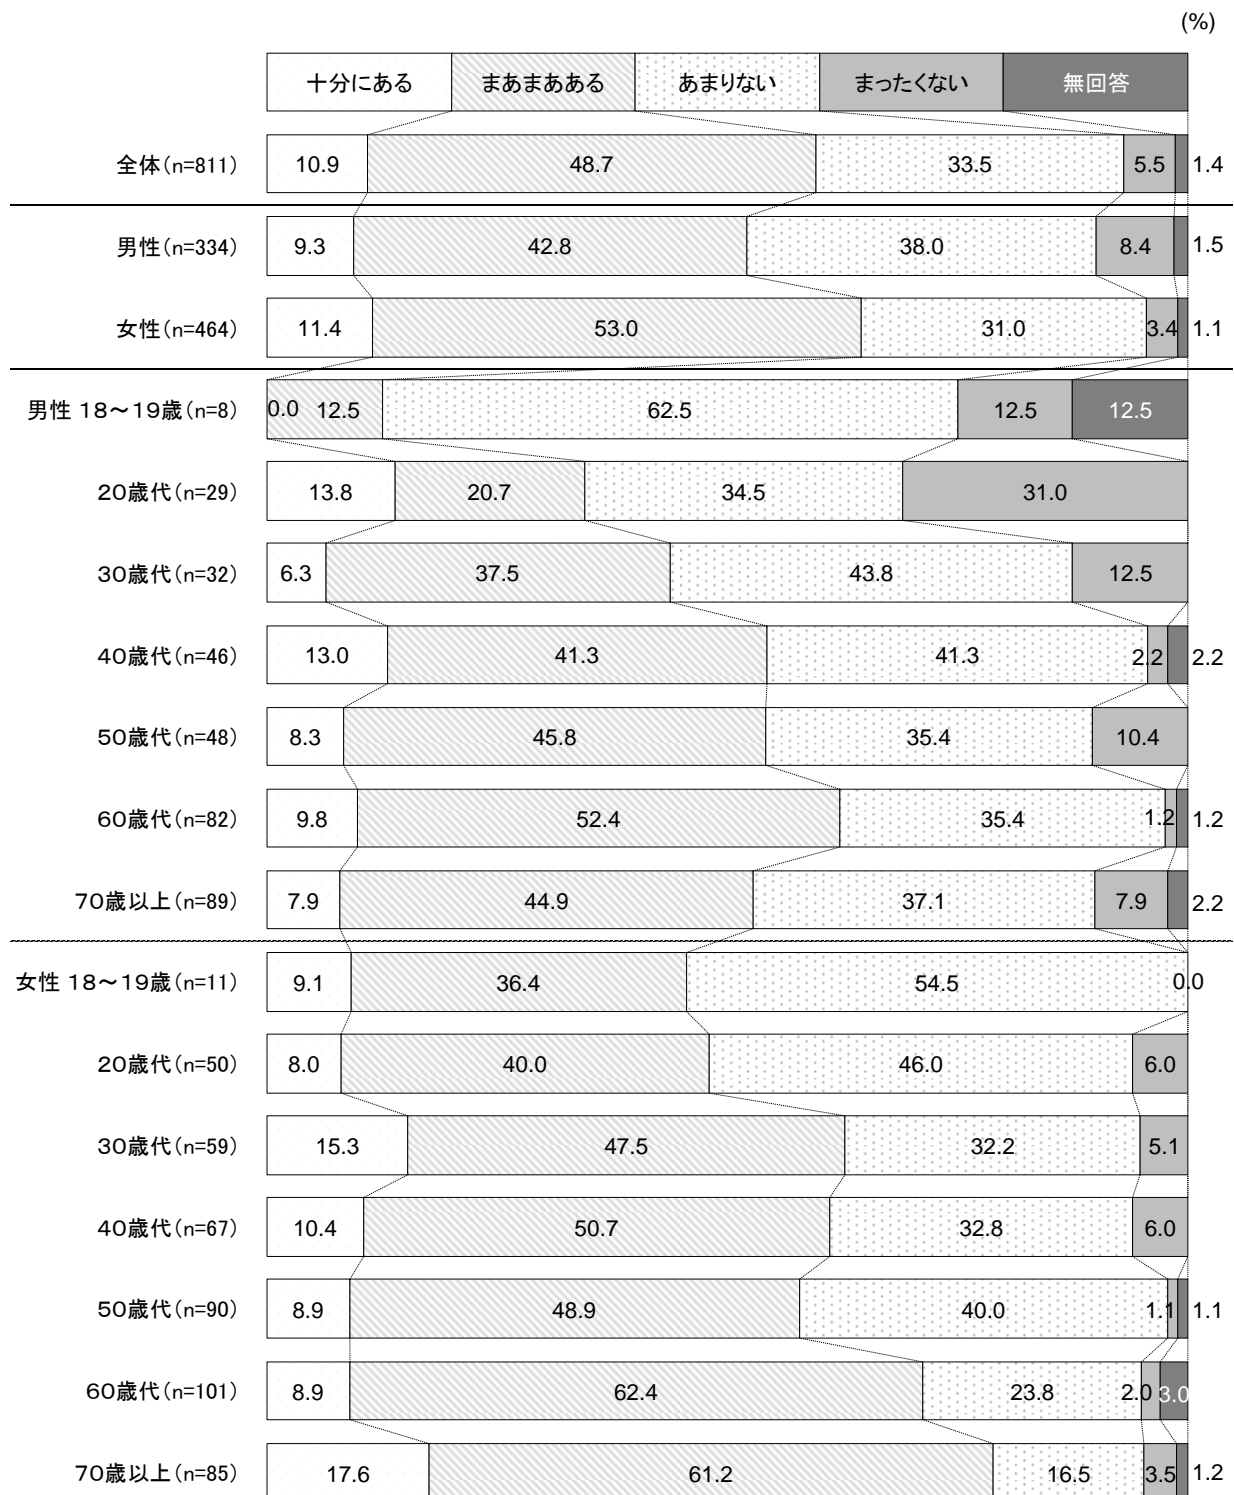 (%)
十分にある まあまあある あまりない まったくない 無回答
全体(n=811) 10.9 48.7 33.5 5.5 1.4
男性(n=334) 9.3 42.8 38.0 8.4 1.5
女性(n=464) 11.4 53.0 31.0 3.4 1.1
男性 18～19歳(n=8) 0.0 12.5 62.5 12.5 12.5
20歳代(n=29) 13.8 20.7 34.5 31.0
30歳代(n=32) 6.3 37.5 43.8 12.5
40歳代(n=46) 13.0 41.3 41.3 2.2 2.2
50歳代(n=48) 8.3 45.8 35.4 10.4
60歳代(n=82) 9.8 52.4 35.4 1.2 1.2
70歳以上(n=89) 7.9 44.9 37.1 7.9 2.2
女性 18～19歳(n=11) 9.1 36.4 54.5 0.0
20歳代(n=50) 8.0 40.0 46.0 6.0
30歳代(n=59) 15.3 47.5 32.2 5.1
40歳代(n=67) 10.4 50.7 32.8 6.0
50歳代(n=90) 8.9 48.9 40.0 1.1 1.1
60歳代(n=101) 8.9 62.4 23.8 2.0 3.0
70歳以上(n=85) 17.6 61.2 16.5 3.5 1.2